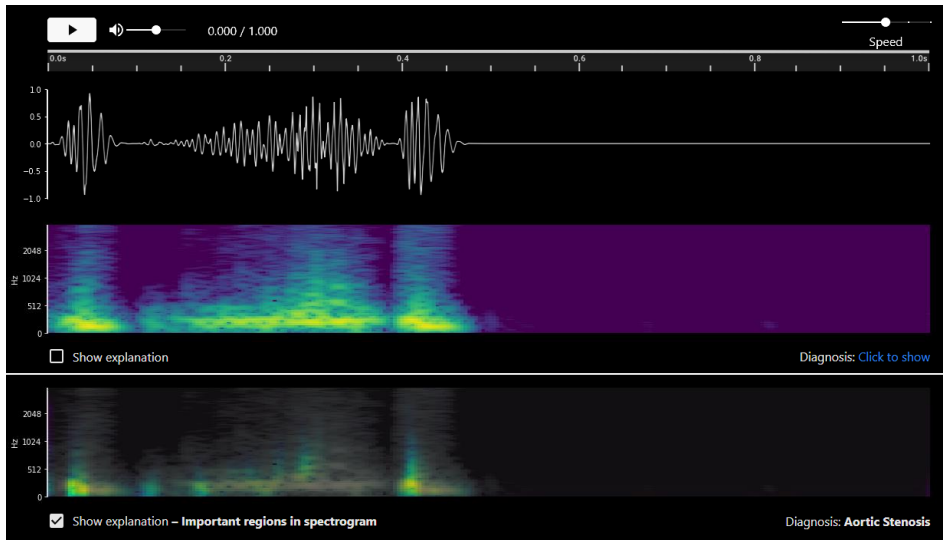 0.000 / 1.000
Speed
0.0s 0.2 0.4 0.6 0.8 1.0s
1.0
0.5
0.0
−0.5
−1.0
2048
1024
512
0
Hz
Show explanation
Diagnosis: Click to show
2048
1024
512
0
Hz
Show explanation – Important regions in spectrogram
Diagnosis: Aortic Stenosis